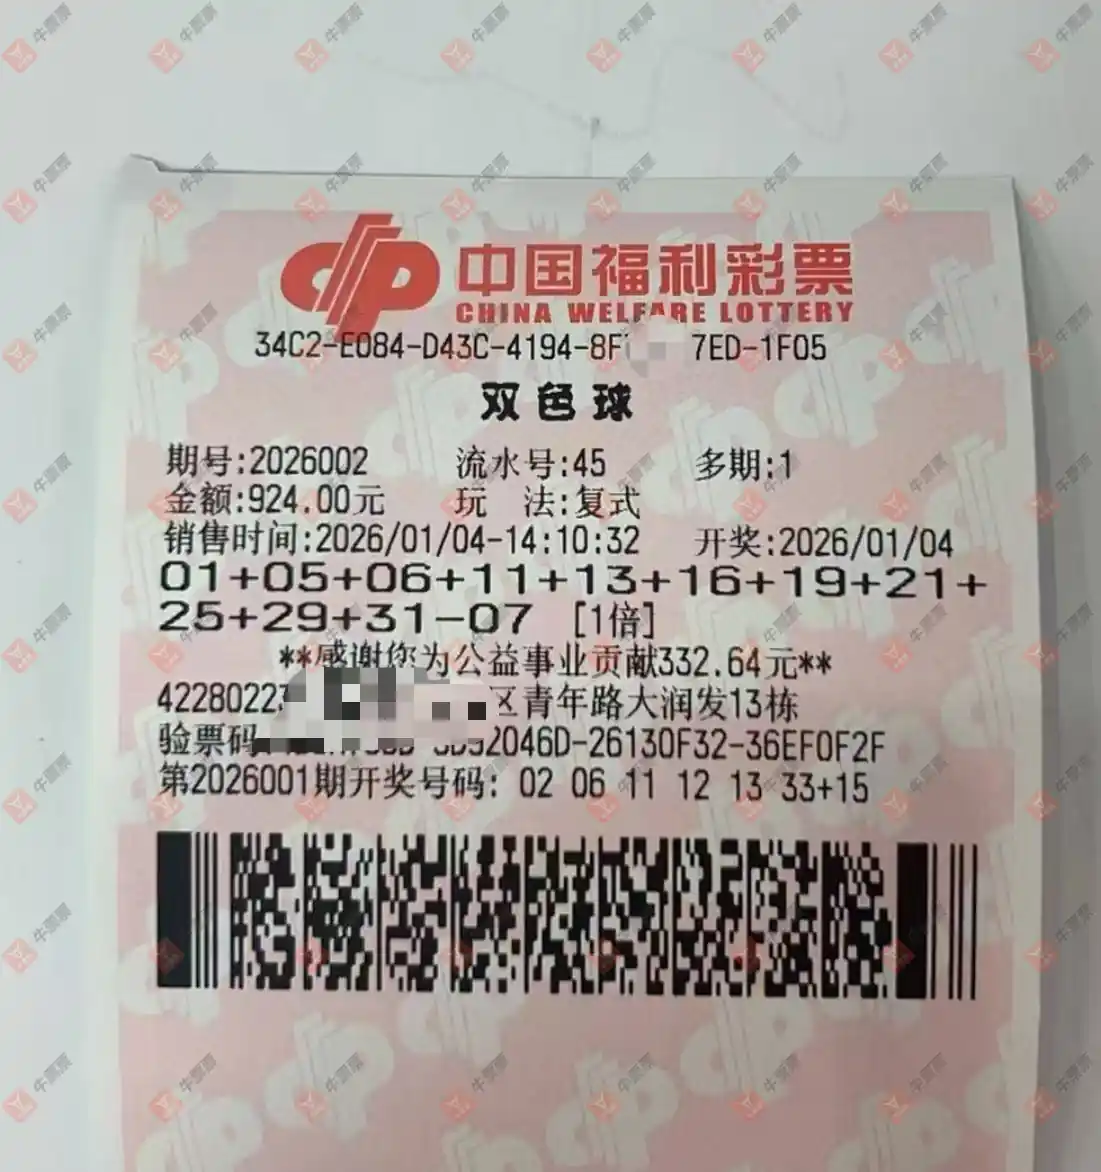 中国福利彩票
CHINA WELFARE LOTTERY
34C2-E084-D43C-4194-8F 7ED-1F05
双色球
期号:2026002 流水号:45 多期:1
金额:924.00元 玩 法:复式
销售时间:2026/01/04-14:10:32 开奖:2026/01/04
01+05+06+11+13+16+19+21+
25+29+31-07 [1倍]
**感谢您为公益事业贡献332.64元**
4228022 区青年路大润发13栋
验票码 2046D-26130F32-36EF0F2F
第2026001期开奖号码: 02 06 11 12 13 33+15
牛票票